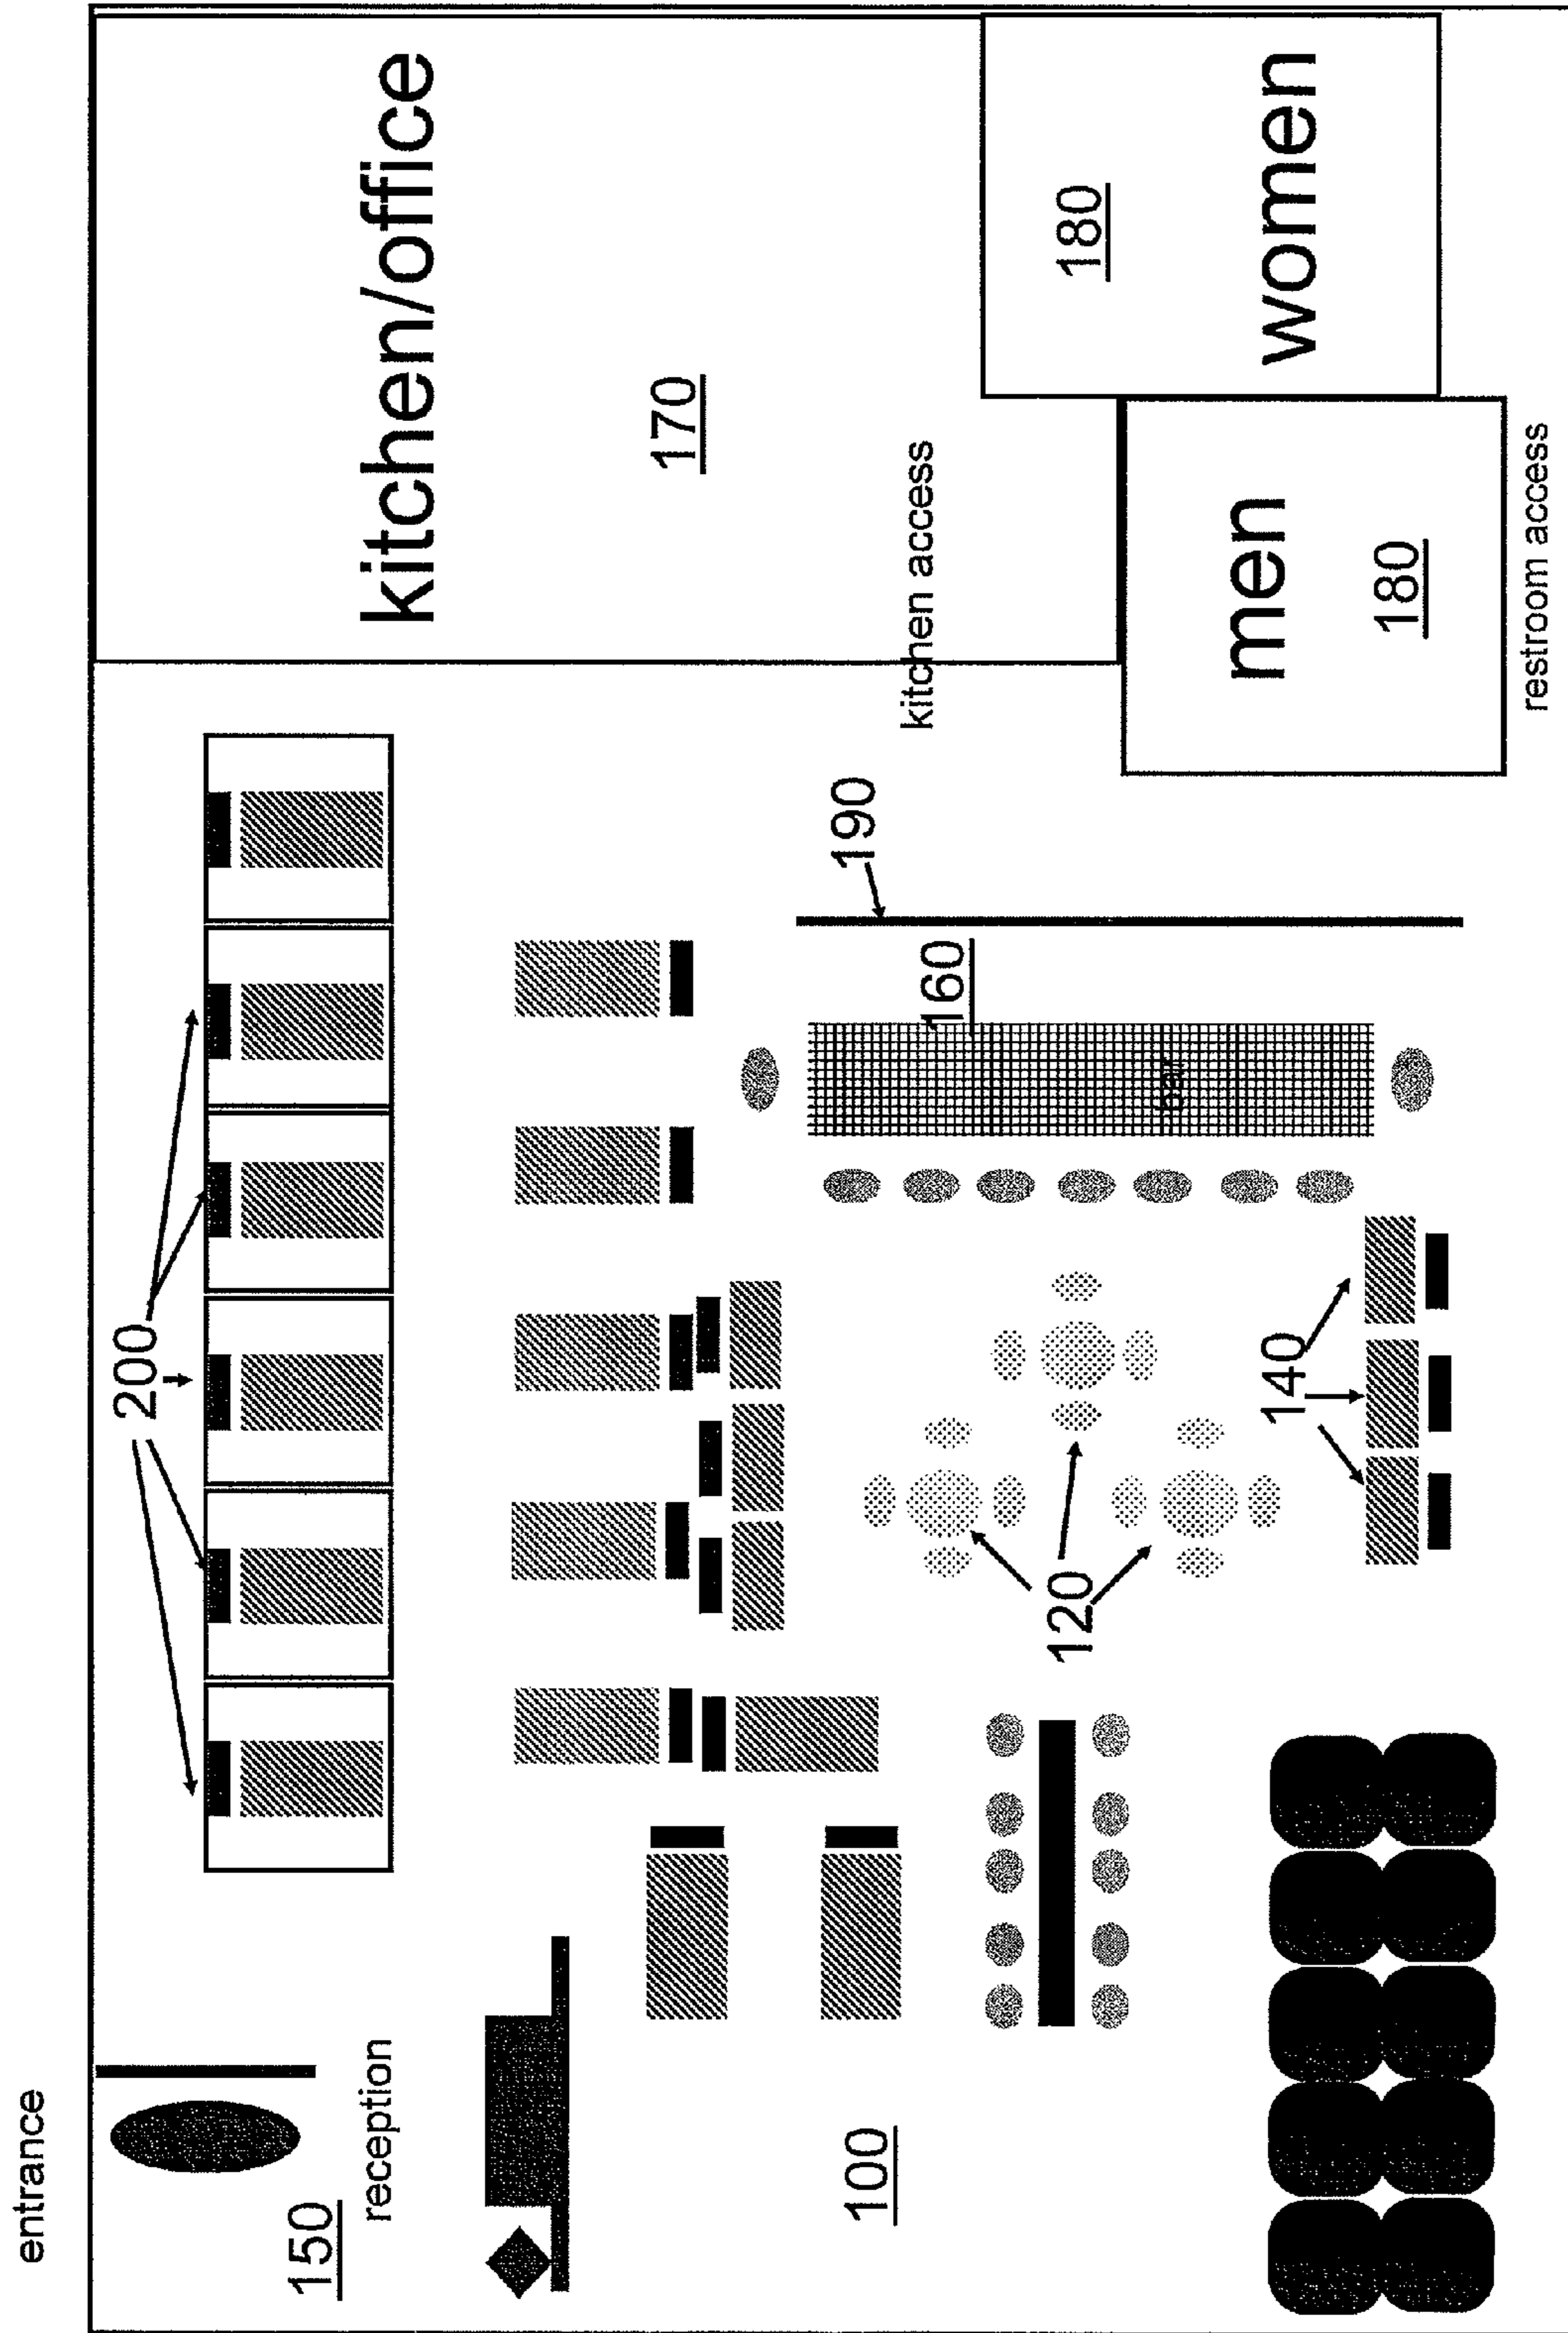 entrance
150
reception
200
kitchen/office
170
100
120
140
160
bar
190
kitchen access
180
women
men
180
restroom access